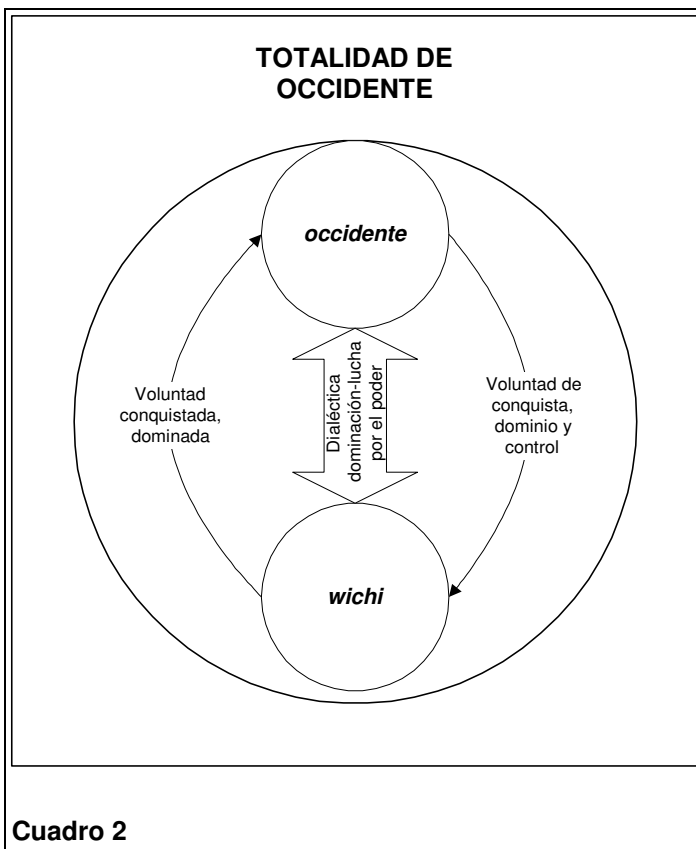 TOTALIDAD DE
OCCIDENTE
occidente
Voluntad
conquistada,
dominada
Dialéctica
dominación-lucha
por el poder
Voluntad de
conquista,
dominio y
control
wichi
Cuadro 2